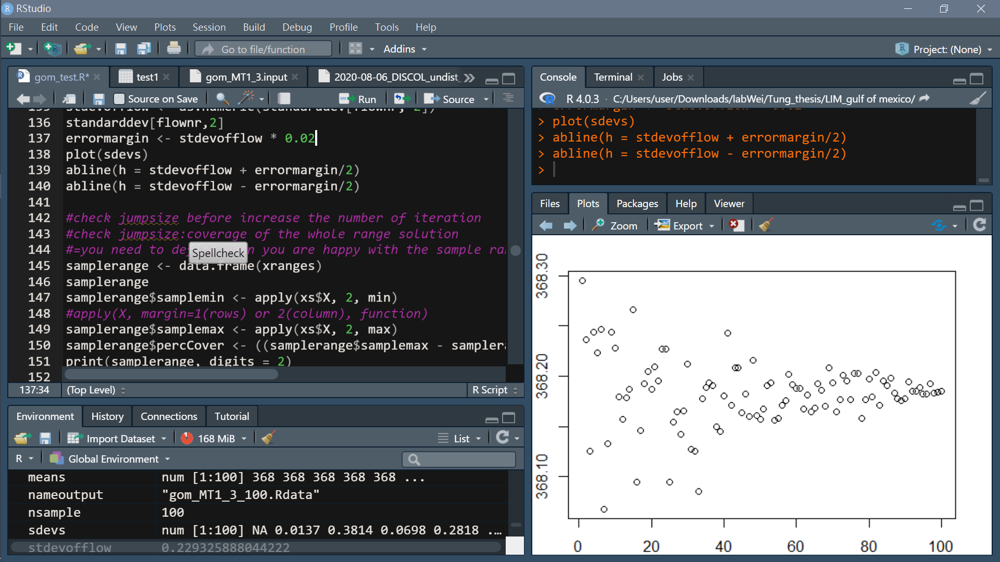 RStudio
File Edit Code View Plots Session Build Debug Profile Tools Help
Go to file/function Addins Project: (None)
gom_test.R* test1 gom_MT1_3.input 2020-08-06_DISCOL_undist
Source on Save Run Source
136 standarddev[flownr,2]
137 errormargin <- stdevofflow * 0.02
138 plot(sdevs)
139 abline(h = stdevofflow + errormargin/2)
140 abline(h = stdevofflow - errormargin/2)
141
142 #check jumpsize before increase the number of iteration
143 #check jumpsize:coverage of the whole range solution
144 #=you need to de n you are happy with the sample ra
Spellcheck
145 samplerange <- data.frame(xranges)
146 samplerange
147 samplerange$samplemin <- apply(xs$X, 2, min)
148 #apply(X, margin=1(rows) or 2(column), function)
149 samplerange$samplemax <- apply(xs$X, 2, max)
150 samplerange$percCover <- ((samplerange$samplemax - sampler
151 print(samplerange, digits = 2)
152
137:34 (Top Level) R Script
Environment History Connections Tutorial
Import Dataset 168 MiB List
R Global Environment
means num [1:100] 368 368 368 368 368 ...
nameoutput "gom_MT1_3_100.Rdata"
nsample 100
sdevs num [1:100] NA 0.0137 0.3814 0.0698 0.2818 ...
stdevofflow 0.229325888044222
Console Terminal Jobs
R 4.0.3 · C:/Users/user/Downloads/labWei/Tung_thesis/LIM_gulf of mexico/
> plot(sdevs)
> abline(h = stdevofflow + errormargin/2)
> abline(h = stdevofflow - errormargin/2)
>
Files Plots Packages Help Viewer
Zoom Export
368.30
368.20
368.10
0 20 40 60 80 100